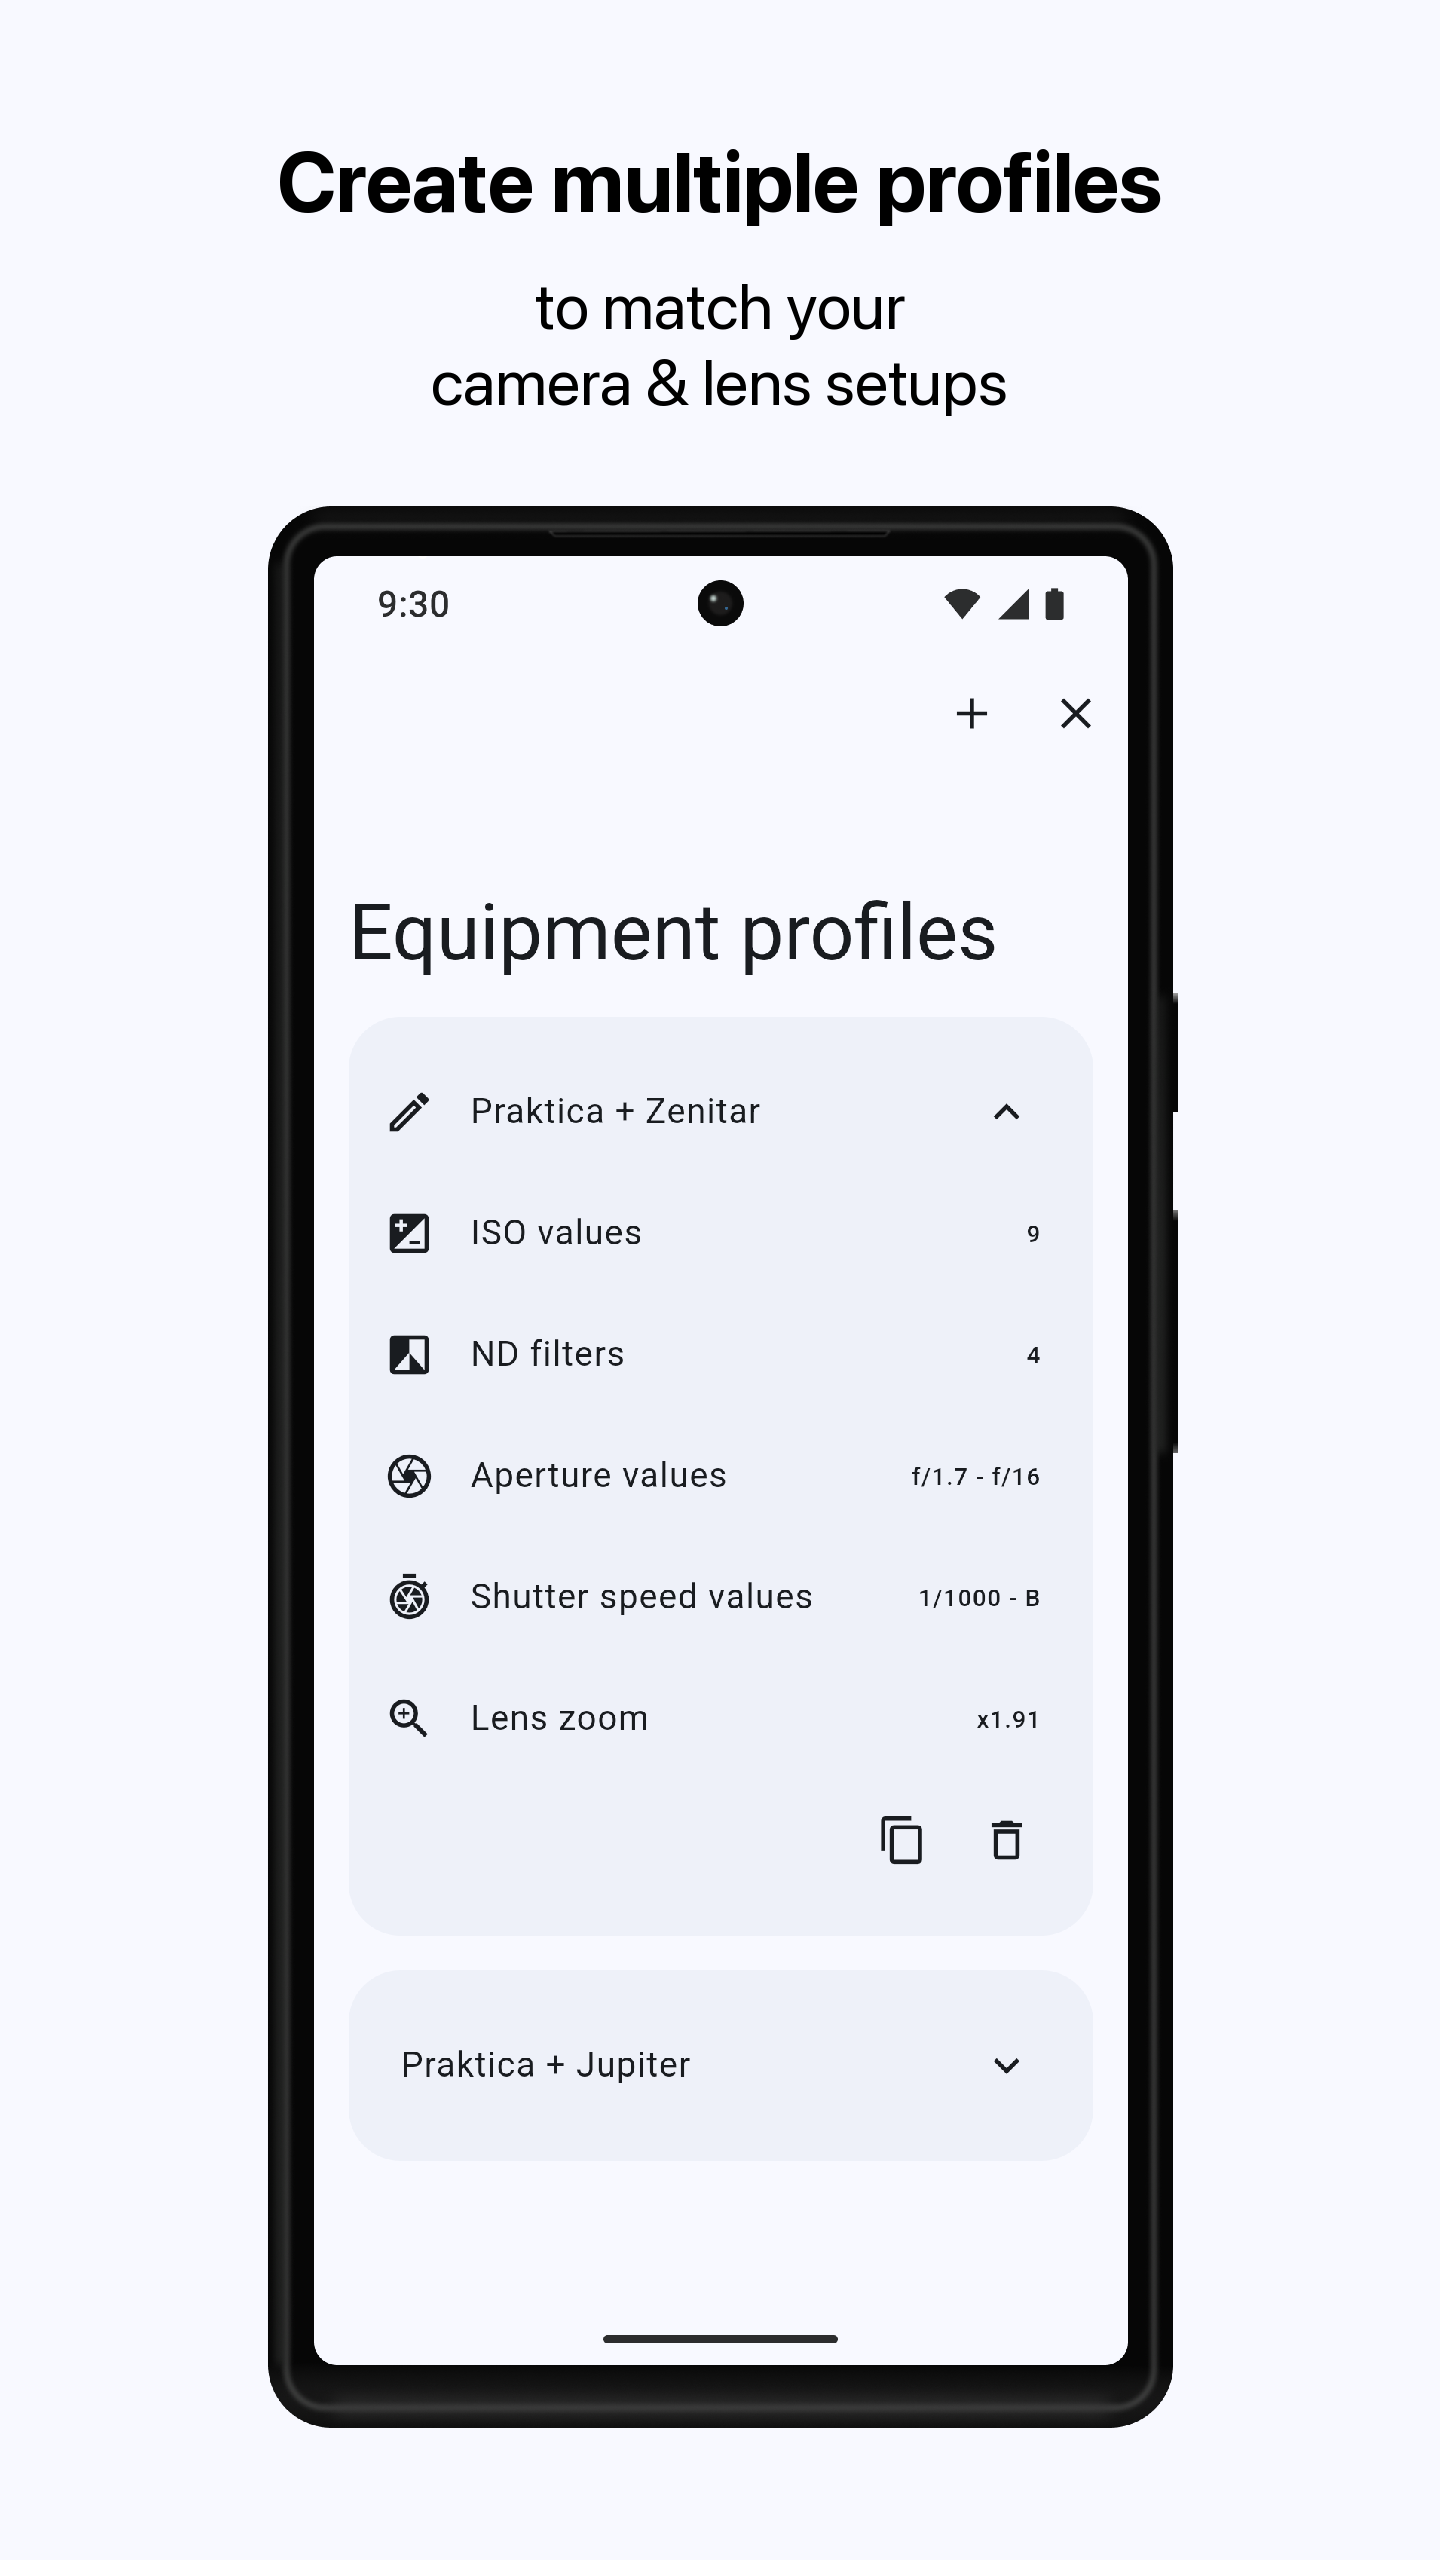 Create multiple profiles
to match your
camera & lens setups
9:30
Equipment profiles
Praktica + Zenitar
ISO values 9
ND filters 4
Aperture values f/1.7 - f/16
Shutter speed values 1/1000 - B
Lens zoom x1.91
Praktica + Jupiter